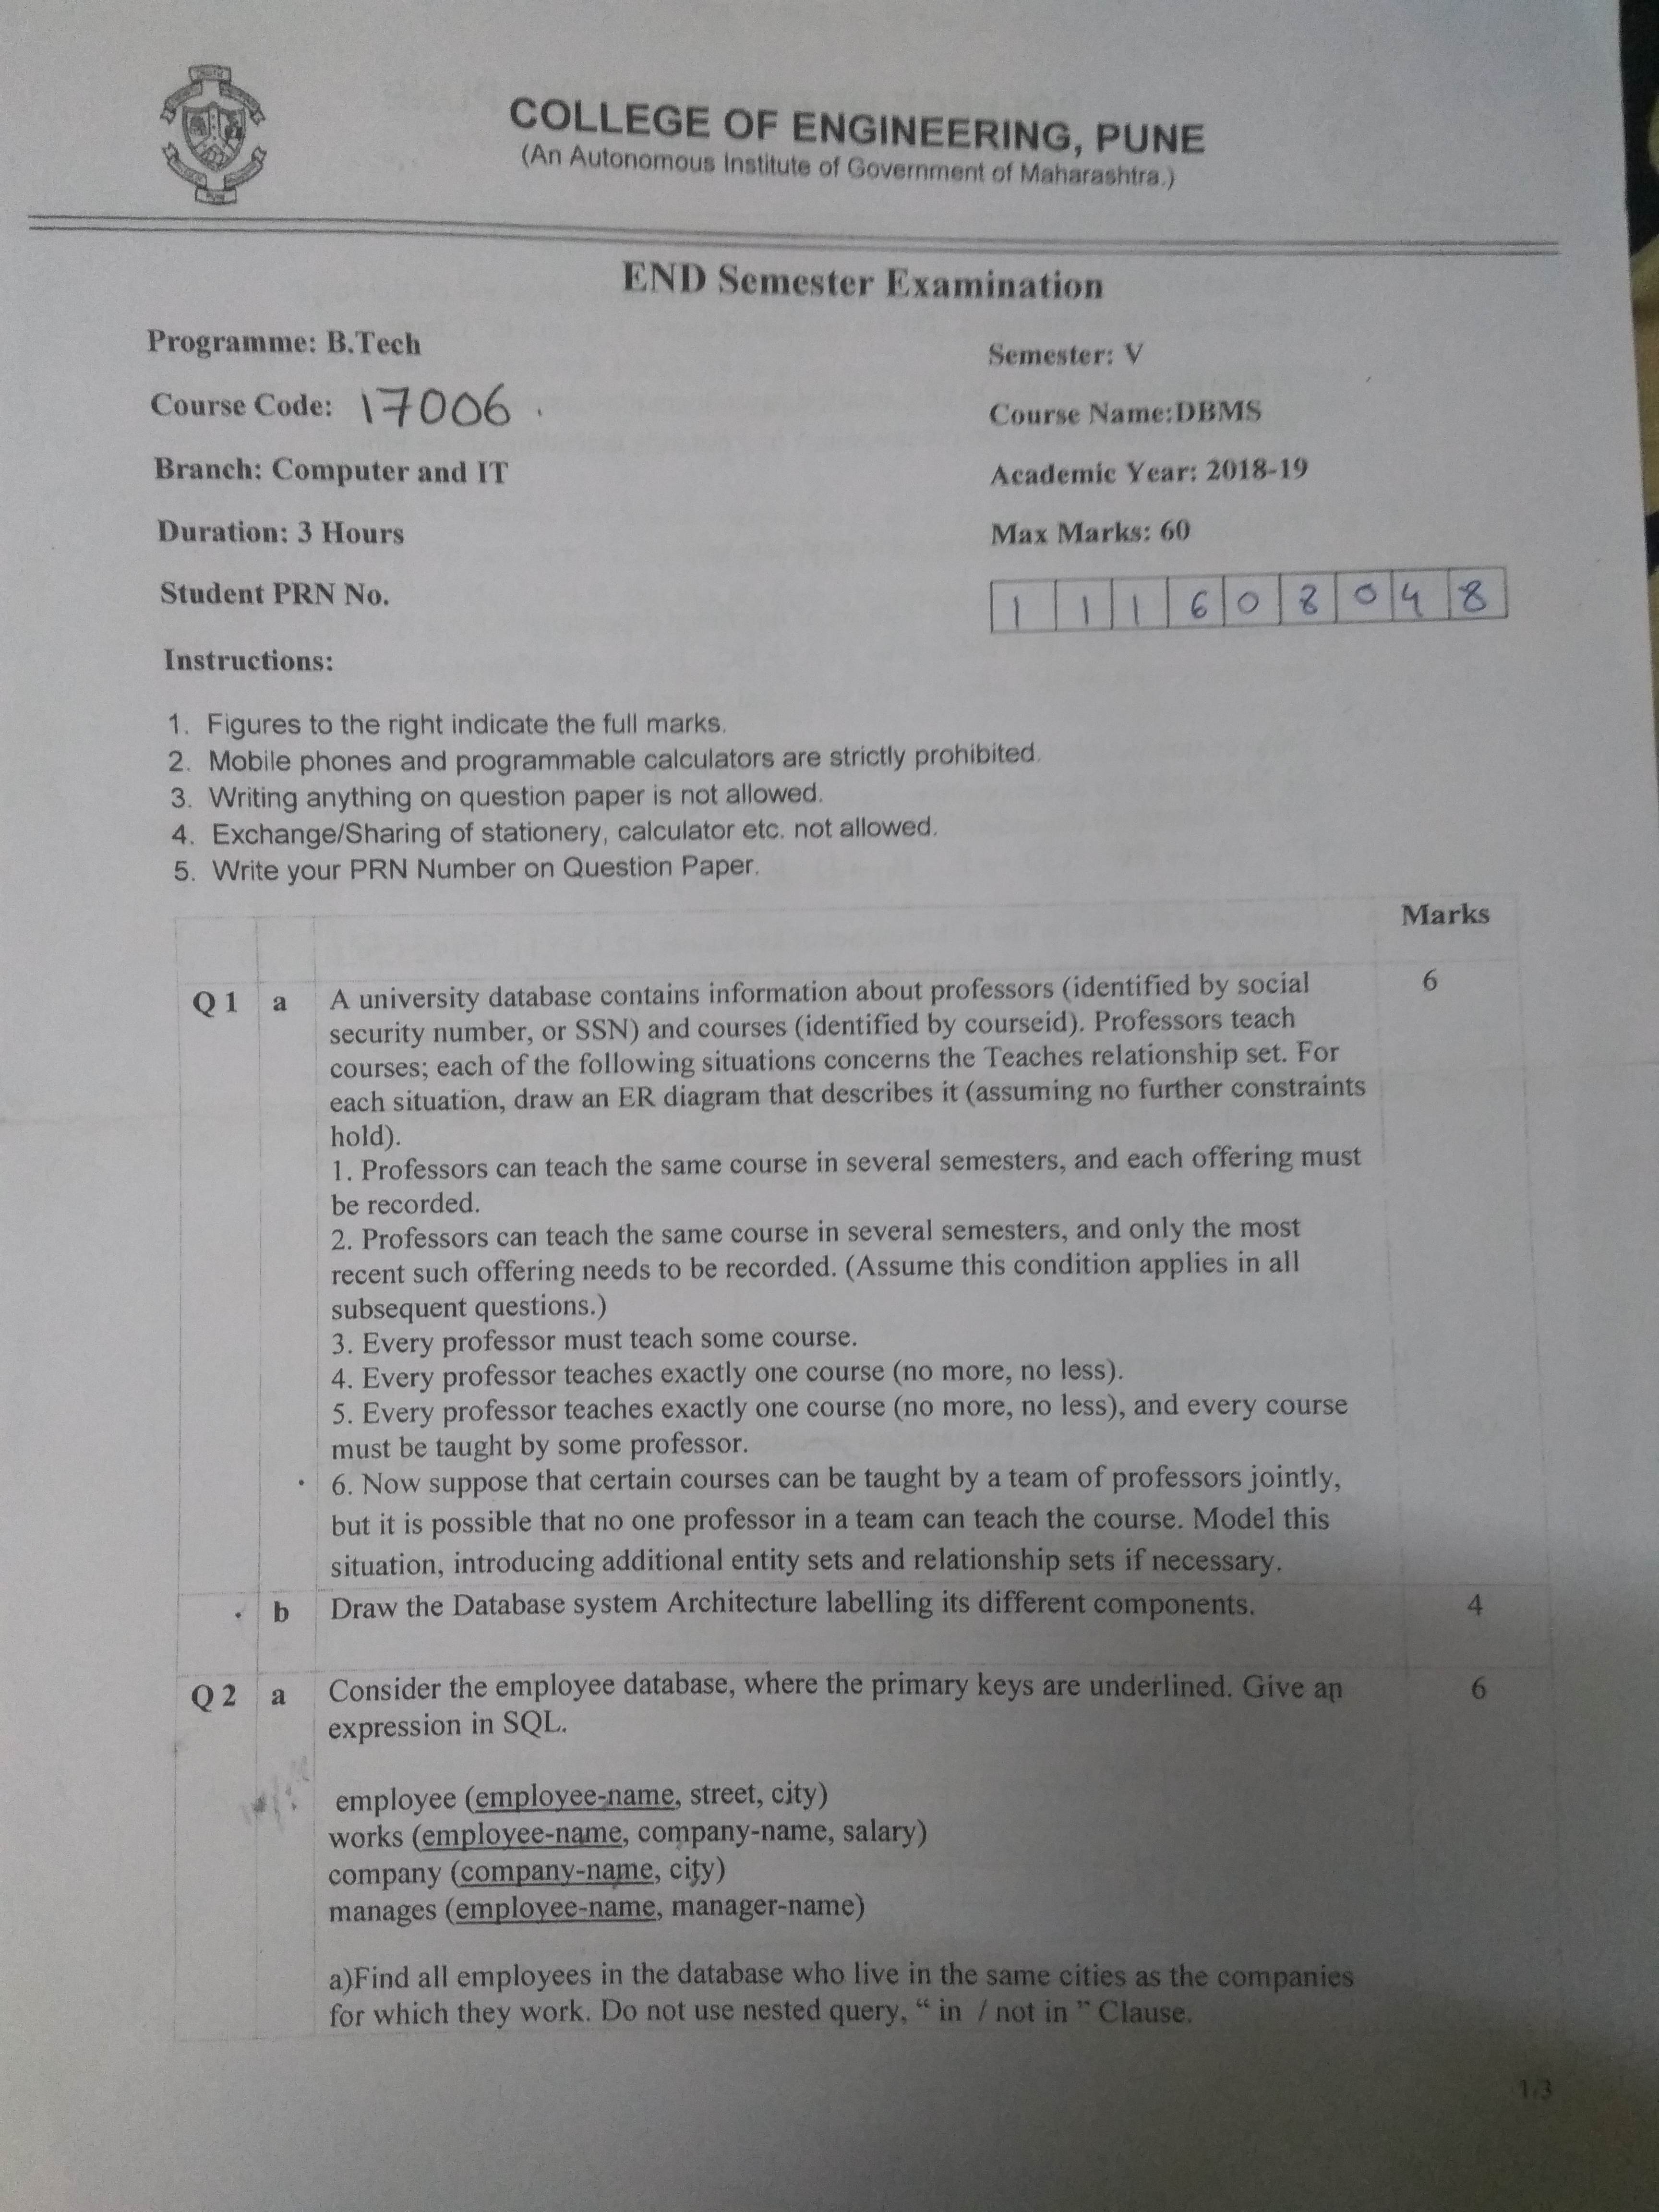 COLLEGE OF ENGINEERING, PUNE
(An Autonomous Institute of Government of Maharashtra.)
END Semester Examination
Programme: B.Tech
Semester: V
Course Code: 17006
Course Name:DBMS
Branch: Computer and IT
Academic Year: 2018-19
Duration: 3 Hours
Max Marks: 60
Student PRN No.
1 1 1 6 0 8 0 4 8
Instructions:
1. Figures to the right indicate the full marks.
2. Mobile phones and programmable calculators are strictly prohibited.
3. Writing anything on question paper is not allowed.
4. Exchange/Sharing of stationery, calculator etc. not allowed.
5. Write your PRN Number on Question Paper.
Marks
Q 1 a A university database contains information about professors (identified by social 6
security number, or SSN) and courses (identified by courseid). Professors teach
courses; each of the following situations concerns the Teaches relationship set. For
each situation, draw an ER diagram that describes it (assuming no further constraints
hold).
1. Professors can teach the same course in several semesters, and each offering must
be recorded.
2. Professors can teach the same course in several semesters, and only the most
recent such offering needs to be recorded. (Assume this condition applies in all
subsequent questions.)
3. Every professor must teach some course.
4. Every professor teaches exactly one course (no more, no less).
5. Every professor teaches exactly one course (no more, no less), and every course
must be taught by some professor.
6. Now suppose that certain courses can be taught by a team of professors jointly,
but it is possible that no one professor in a team can teach the course. Model this
situation, introducing additional entity sets and relationship sets if necessary.
b Draw the Database system Architecture labelling its different components. 4
Q 2 a Consider the employee database, where the primary keys are underlined. Give an 6
expression in SQL.
employee (employee-name, street, city)
works (employee-name, company-name, salary)
company (company-name, city)
manages (employee-name, manager-name)
a)Find all employees in the database who live in the same cities as the companies
for which they work. Do not use nested query, “ in / not in ” Clause.
1/3